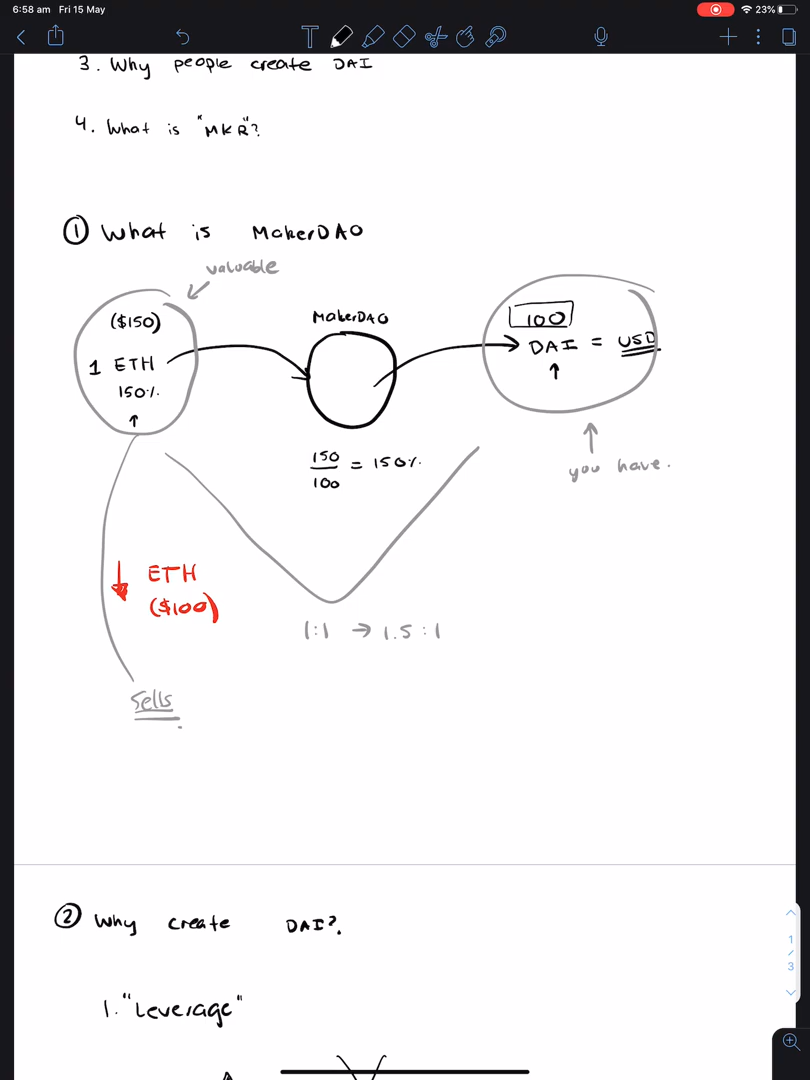 6:58 am Fri 15 May
23%
T
3. Why people create DAI
4. What is "MKR"?
① What is MakerDAO
valuable
($150)
1 ETH
150%
MakerDAO
100
DAI = USD
150
100
= 150%
you have.
ETH
($100)
1:1 → 1.5:1
Sells
② Why create DAI?
1. "Leverage"
1
/
3